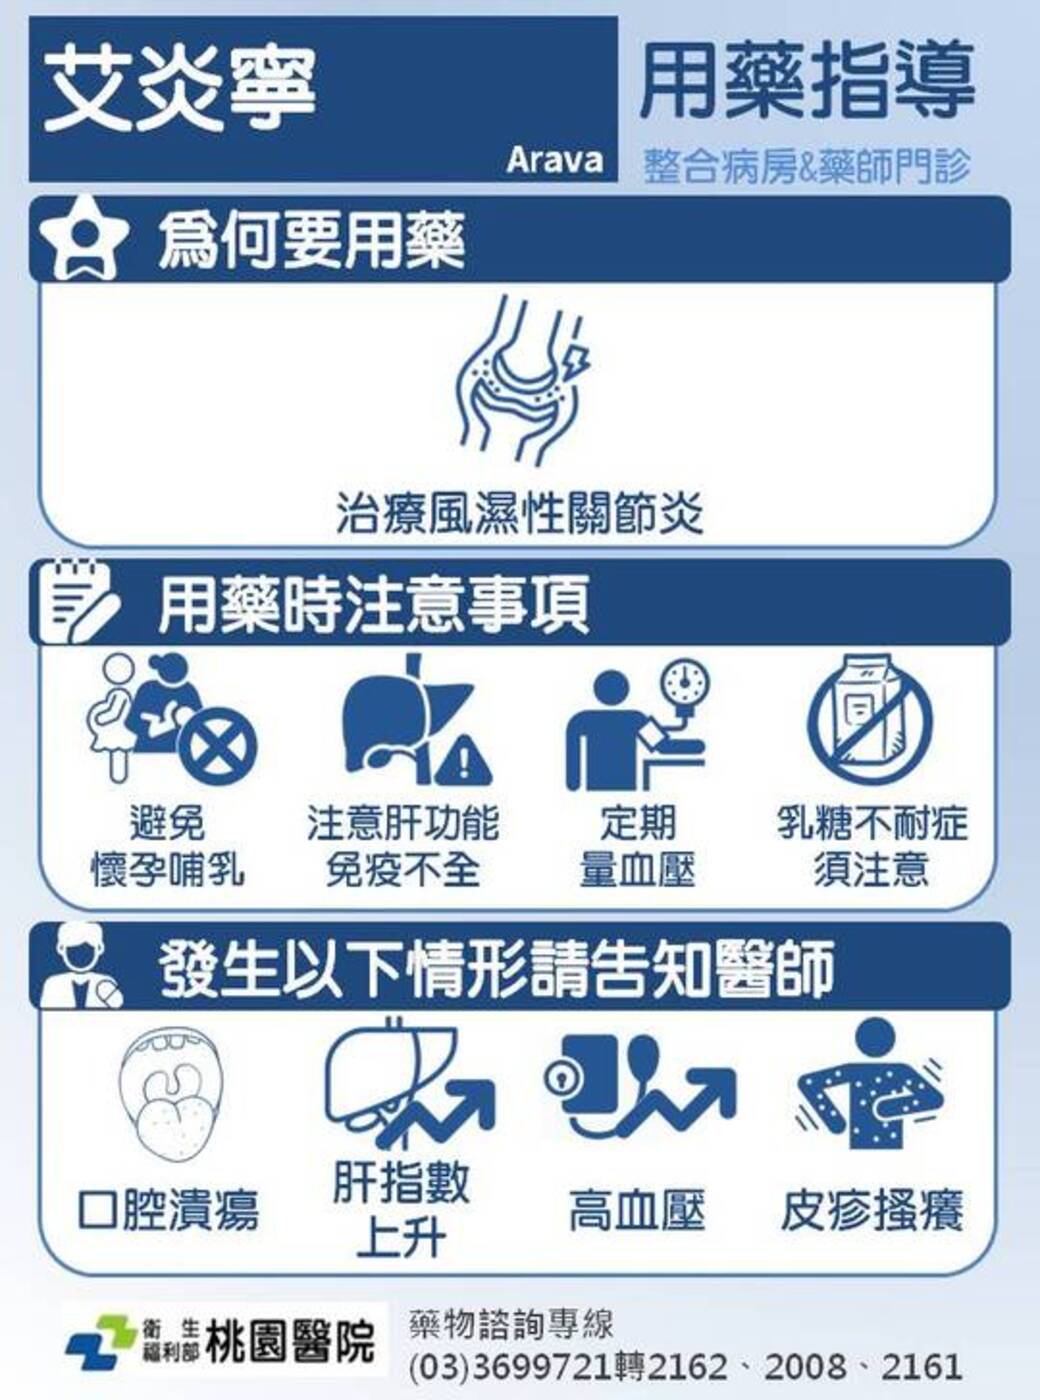 艾炎寧
Arava
用藥指導
整合病房&藥師門診
為何要用藥
治療風濕性關節炎
用藥時注意事項
避免
懷孕哺乳
注意肝功能
免疫不全
定期
量血壓
乳糖不耐症
須注意
發生以下情形請告知醫師
口腔潰瘍
肝指數
上升
高血壓
皮疹搔癢
衛生
福利部
桃園醫院
藥物諮詢專線
(03)3699721轉2162、2008、2161